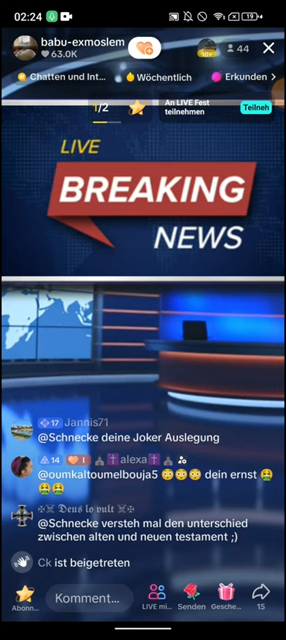 02:24
19
babu-exmoslem
63.0K
44
Chatten und Int...
Wöchentlich
Erkunden
1/2
An LIVE Fest
teilnehmen
Teilneh
LIVE
BREAKING
NEWS
17 Jannis71
@Schnecke deine Joker Auslegung
14 I alexa
@oumkaltoumelbouja5 😳😳😳 dein ernst 🤮
🤮🤮
𝕯𝖊𝖚𝖘 𝖑𝖔 𝖛𝖚𝖑𝖙
@Schnecke versteh mal den unterschied
zwischen alten und neuen testament ;)
Ck ist beigetreten
Abonn...
Komment...
LIVE mi...
Senden
Gesche...
15